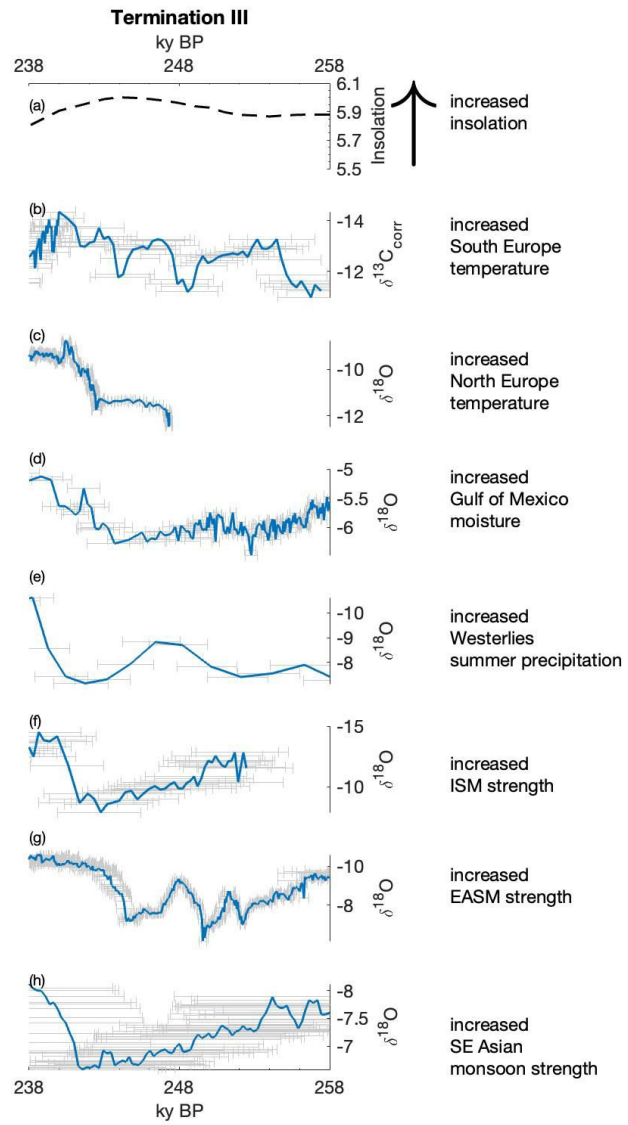 Termination III
ky BP
238 248 258
(a)
6.1
5.9
5.7
5.5
Insolation
increased
insolation
(b)
-14
-12
δ¹³C_corr
increased
South Europe
temperature
(c)
-10
-12
δ¹⁸O
increased
North Europe
temperature
(d)
-5
-5.5
-6
δ¹⁸O
increased
Gulf of Mexico
moisture
(e)
-10
-9
-8
δ¹⁸O
increased
Westerlies
summer precipitation
(f)
-15
-10
δ¹⁸O
increased
ISM strength
(g)
-10
-8
δ¹⁸O
increased
EASM strength
(h)
-8
-7.5
-7
δ¹⁸O
increased
SE Asian
monsoon strength
238 248 258
ky BP